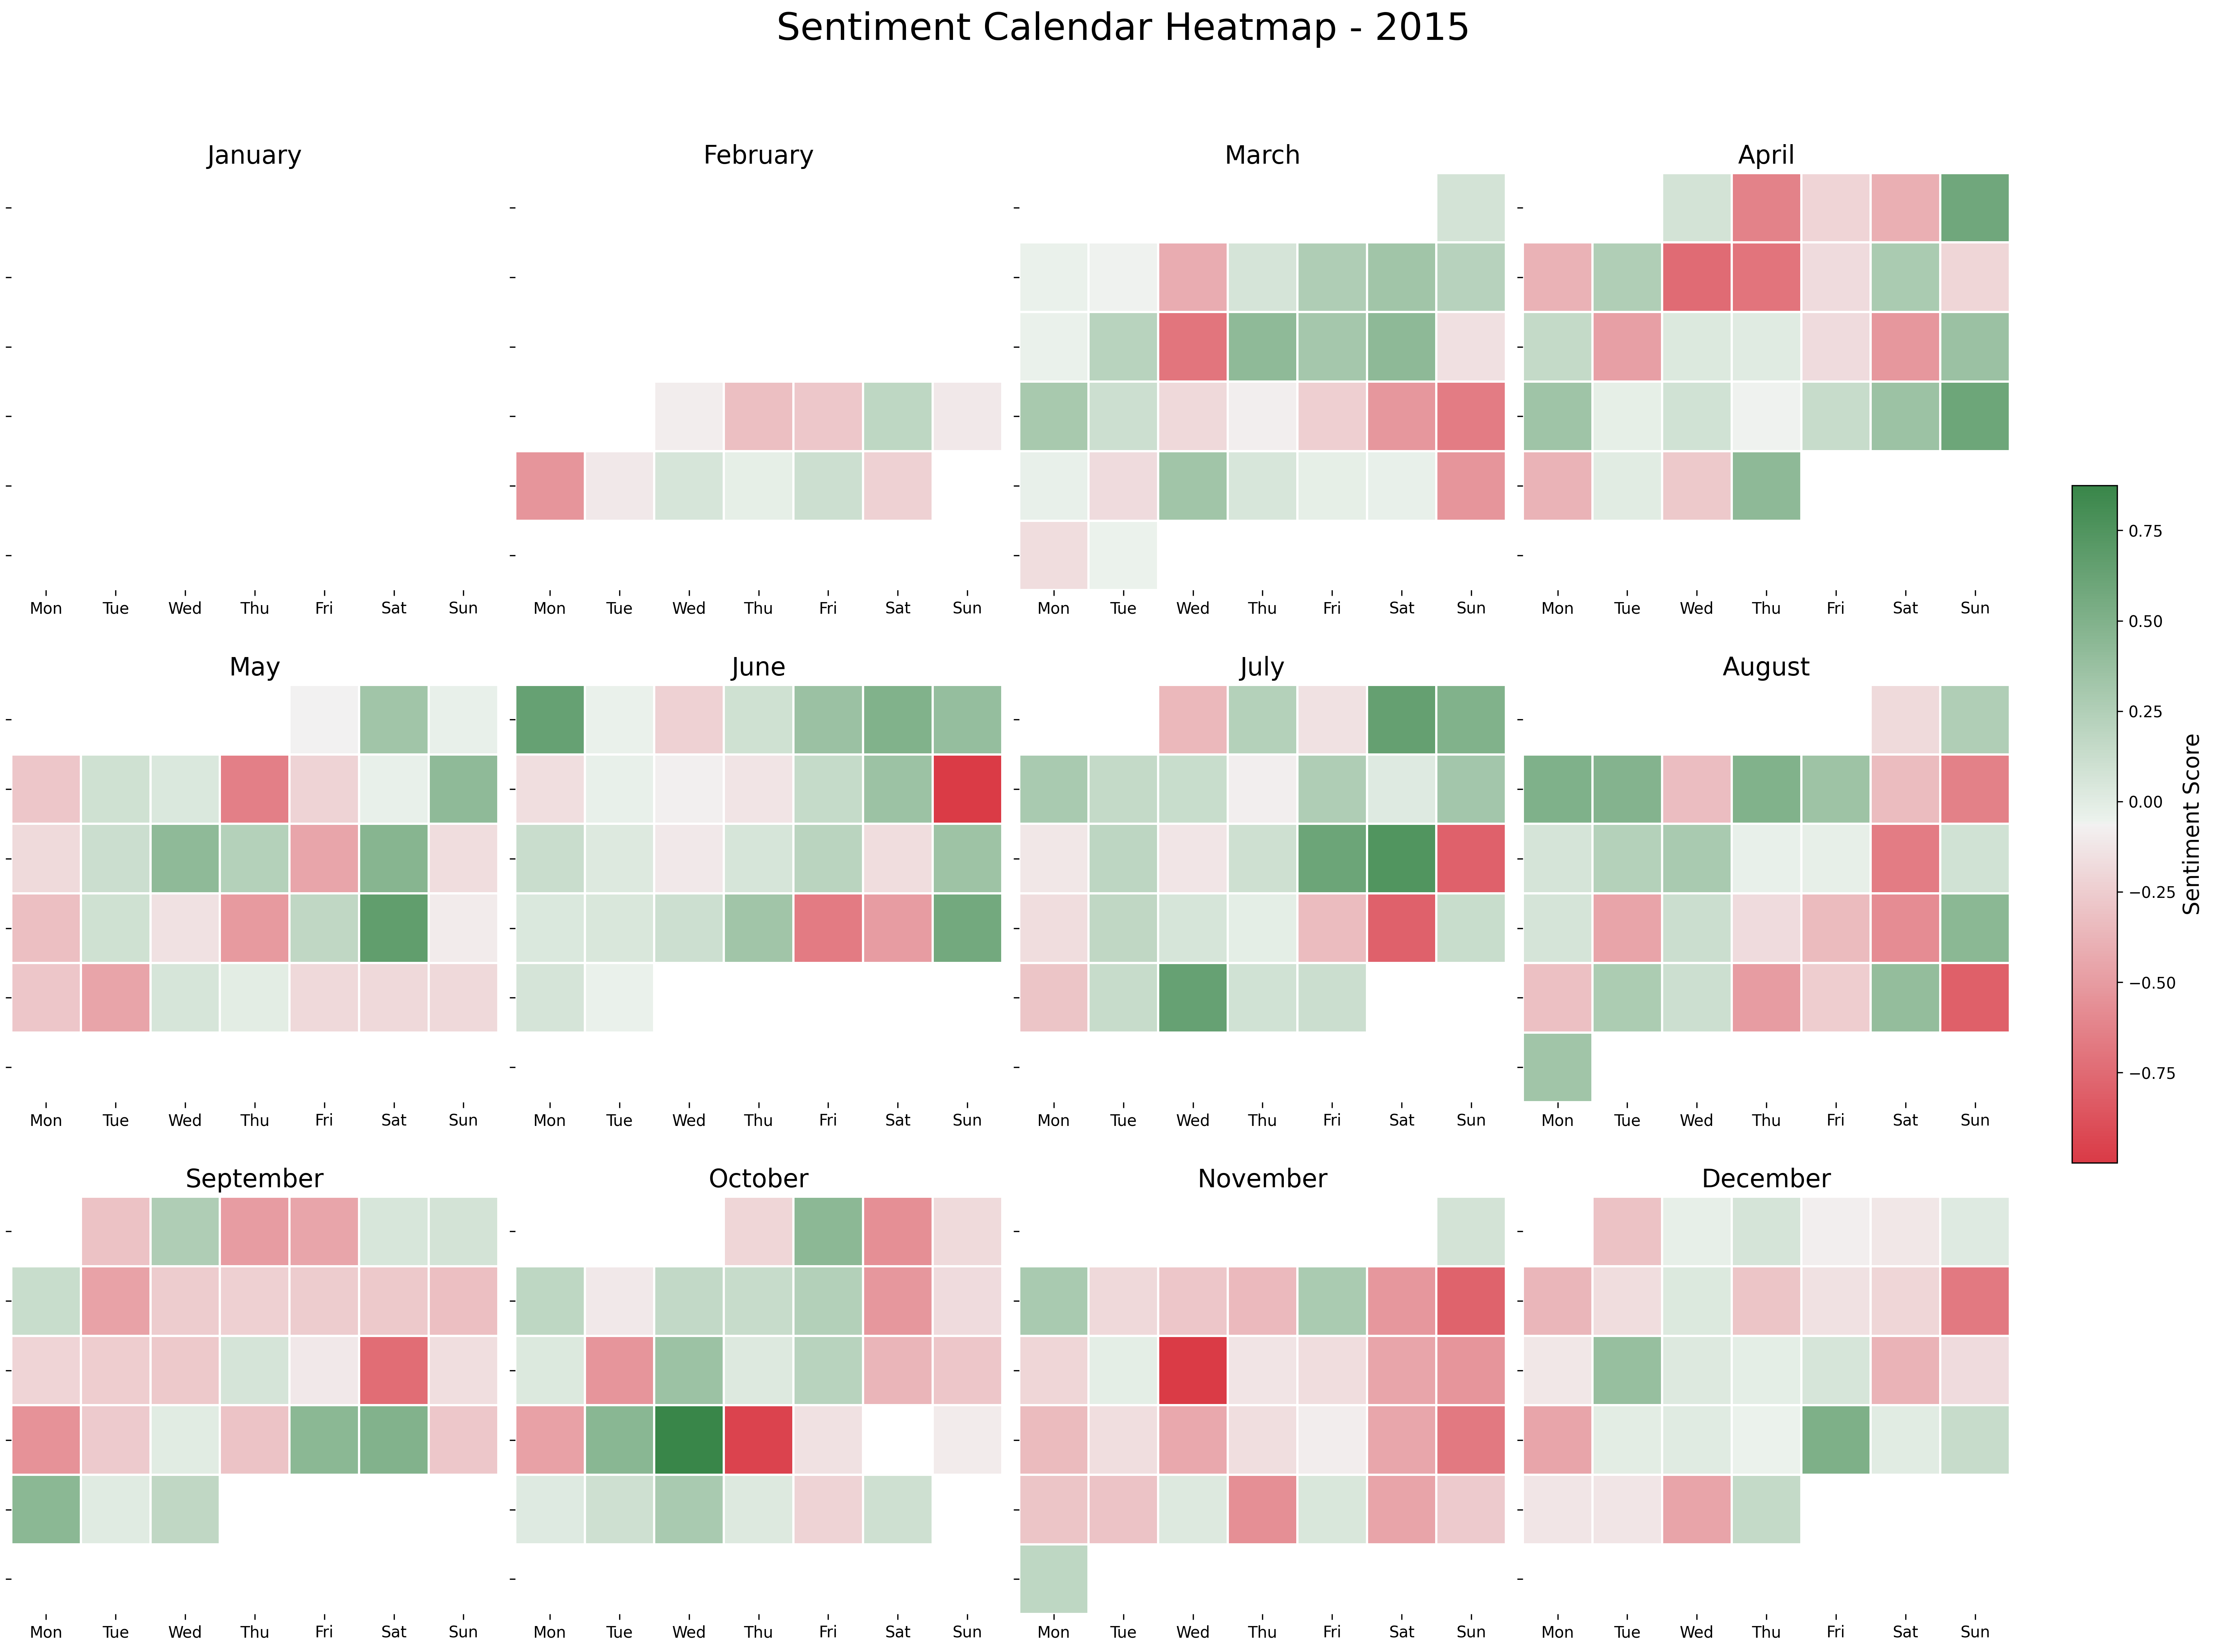 Sentiment Calendar Heatmap - 2015
January
February
March
April
Mon Tue Wed Thu Fri Sat Sun
Mon Tue Wed Thu Fri Sat Sun
Mon Tue Wed Thu Fri Sat Sun
Mon Tue Wed Thu Fri Sat Sun
May
June
July
August
Mon Tue Wed Thu Fri Sat Sun
Mon Tue Wed Thu Fri Sat Sun
Mon Tue Wed Thu Fri Sat Sun
Mon Tue Wed Thu Fri Sat Sun
September
October
November
December
Mon Tue Wed Thu Fri Sat Sun
Mon Tue Wed Thu Fri Sat Sun
Mon Tue Wed Thu Fri Sat Sun
Mon Tue Wed Thu Fri Sat Sun
0.75
0.50
0.25
0.00
−0.25
−0.50
−0.75
Sentiment Score